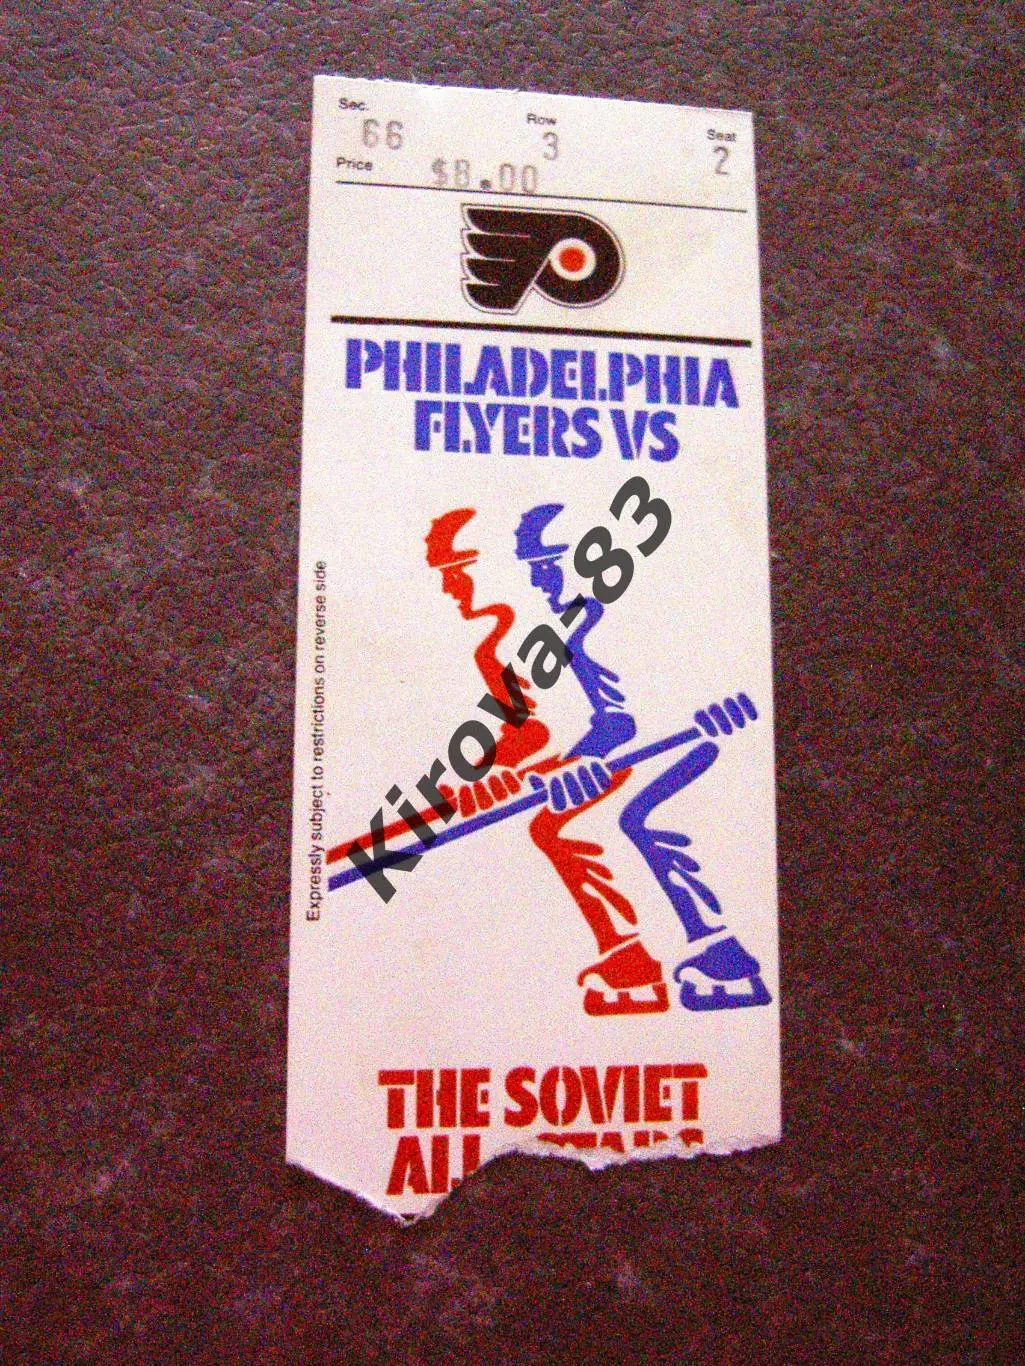 Sec. Row Seat
66 3 2
Price $8.00
PHILADELPHIA
FLYERS VS
Expressly subject to restrictions on reverse side
Kirova-83
THE SOVIET
ALL